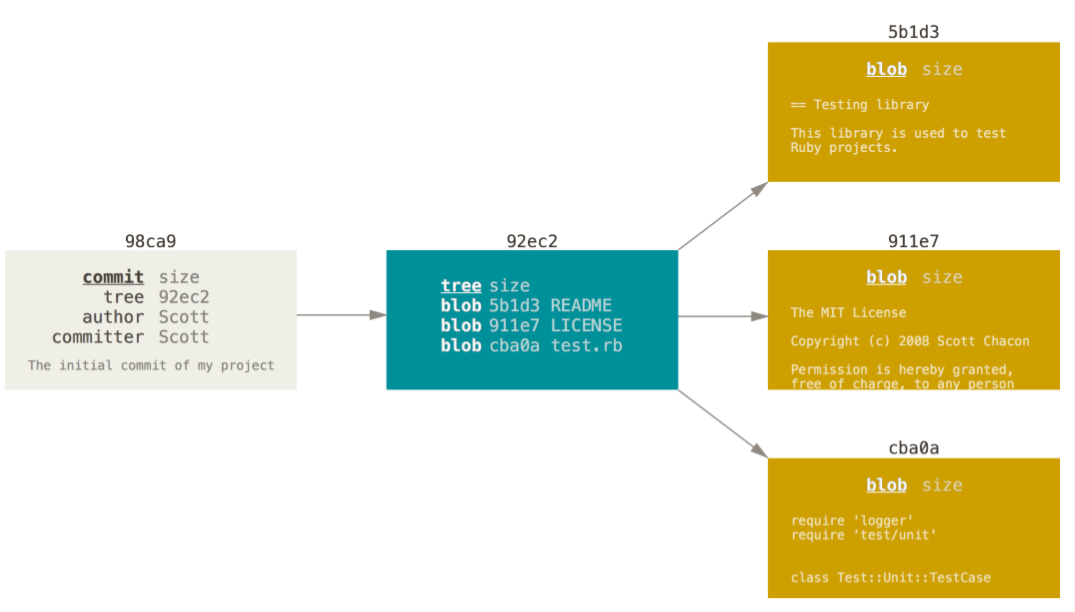 98ca9
commit size
tree 92ec2
author Scott
committer Scott
The initial commit of my project
92ec2
tree size
blob 5b1d3 README
blob 911e7 LICENSE
blob cba0a test.rb
5b1d3
blob size
== Testing library
This library is used to test
Ruby projects.
911e7
blob size
The MIT License
Copyright (c) 2008 Scott Chacon
Permission is hereby granted,
free of charge, to any person
cba0a
blob size
require 'logger'
require 'test/unit'
class Test::Unit::TestCase